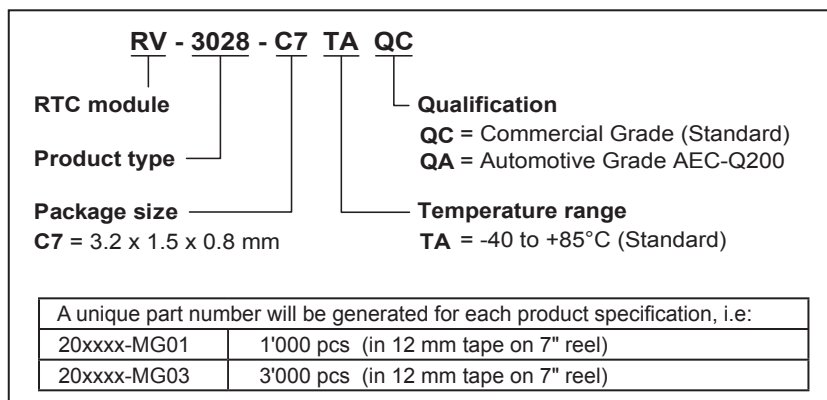 RV - 3028 - C7 TA QC
RTC module
Product type
Package size
C7 = 3.2 x 1.5 x 0.8 mm
Qualification
QC = Commercial Grade (Standard)
QA = Automotive Grade AEC-Q200
Temperature range
TA = -40 to +85°C (Standard)
A unique part number will be generated for each product specification, i.e:
20xxxx-MG01 1'000 pcs (in 12 mm tape on 7" reel)
20xxxx-MG03 3'000 pcs (in 12 mm tape on 7" reel)